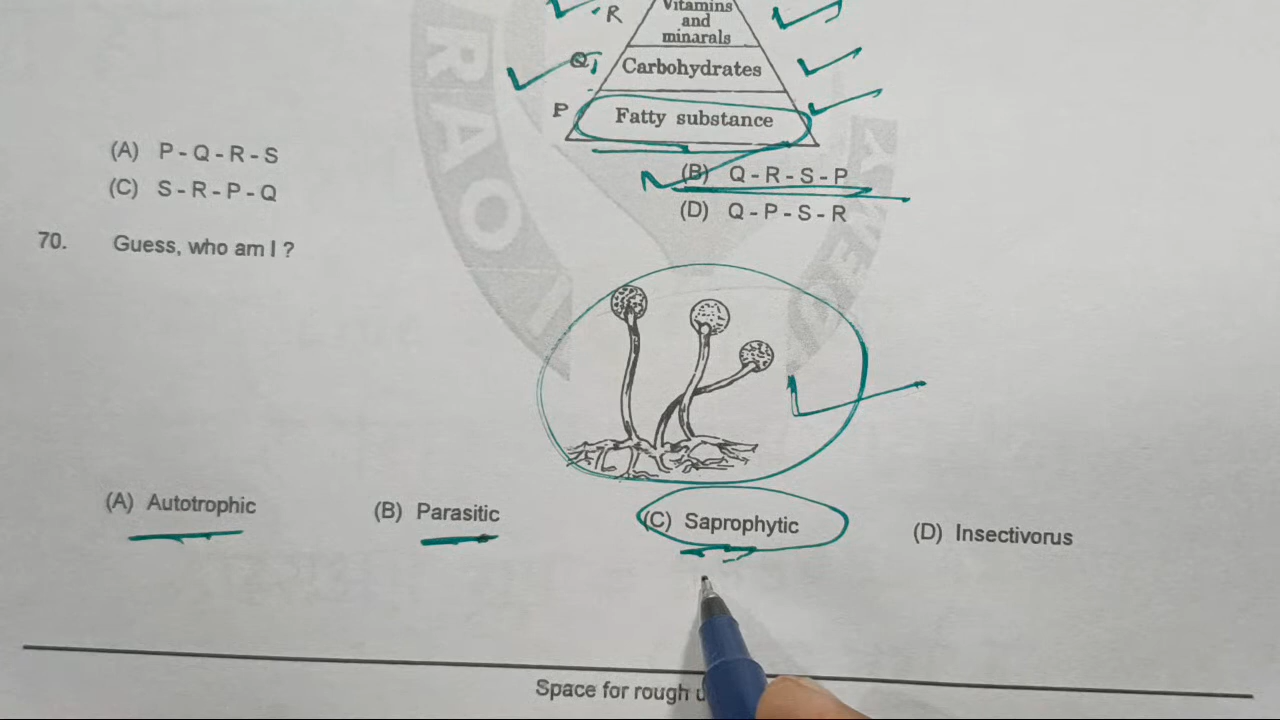 R
Vitamins
and
minarals
Q
Carbohydrates
P
Fatty substance
(A) P - Q - R - S
(B) Q - R - S - P
(C) S - R - P - Q
(D) Q - P - S - R
70. Guess, who am I ?
(A) Autotrophic (B) Parasitic (C) Saprophytic (D) Insectivorus
Space for rough